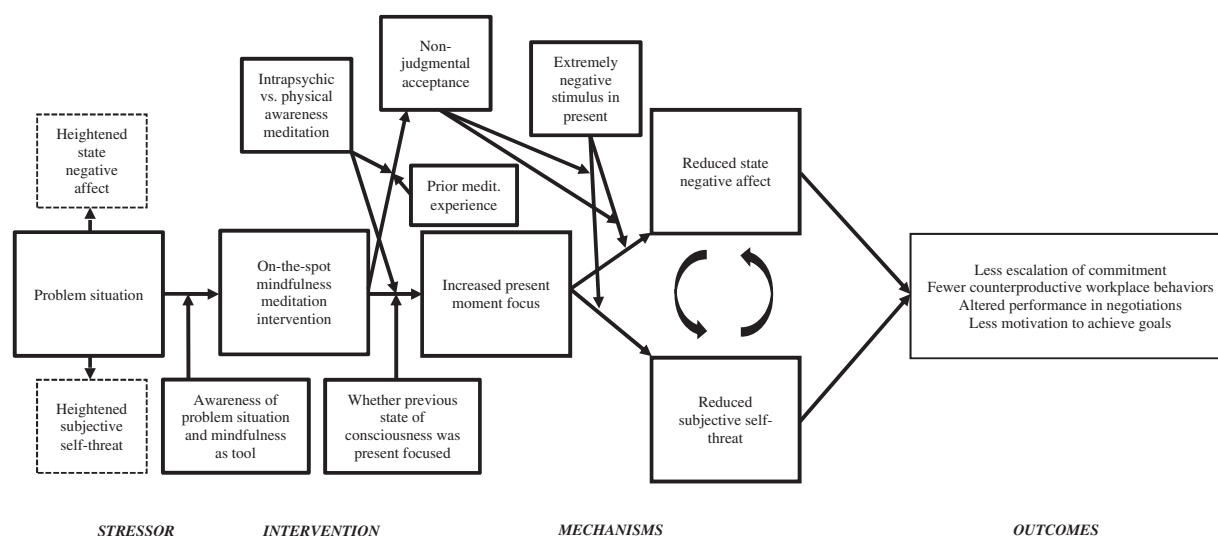 Non-
judgmental
acceptance
Intrapsychic
vs. physical
awareness
meditation
Extremely
negative
stimulus in
present
Heightened
state
negative
affect
Reduced state
negative affect
Prior medit.
experience
Problem situation
On-the-spot
mindfulness
meditation
intervention
Increased present
moment focus
Less escalation of commitment
Fewer counterproductive workplace behaviors
Altered performance in negotiations
Less motivation to achieve goals
Heightened
subjective
self-threat
Awareness of
problem situation
and mindfulness
as tool
Whether previous
state of
consciousness was
present focused
Reduced
subjective self-
threat
STRESSOR
INTERVENTION
MECHANISMS
OUTCOMES